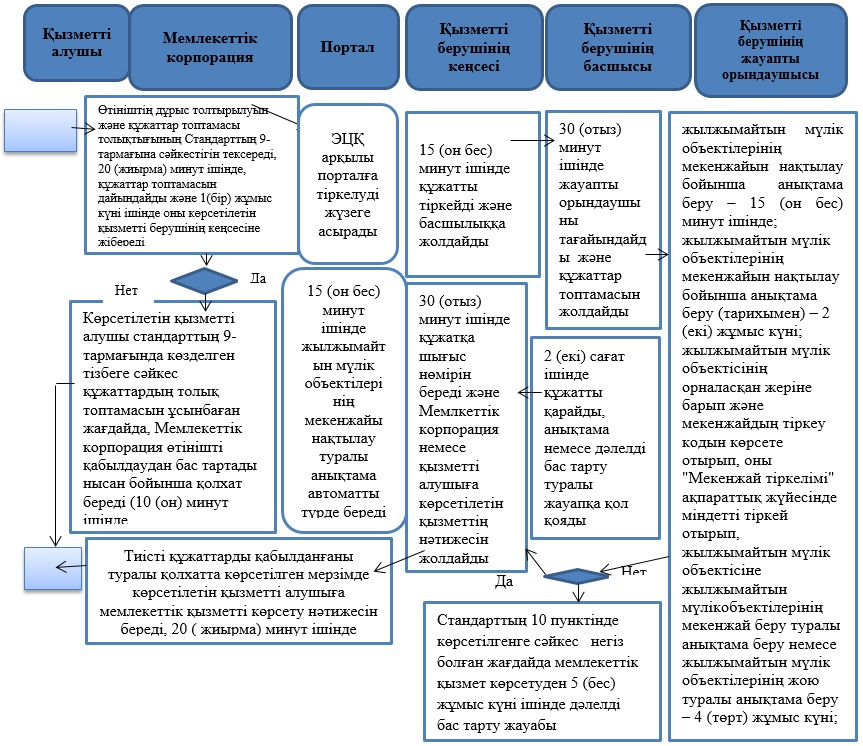 Қызметті
алушы
Мемлекеттік
корпорация
Портал
Қызметті
берушінің
кеңсесі
Қызметті
берушінің
басшысы
Қызметті
берушінің
жауапты
орындаушысы
Өтініштің дұрыс толтырылуын
және құжаттар топтамасы
толықтығының Стандарттың 9-
тармағына сәйкестігін тексереді,
20 (жиырма) минут ішінде,
құжаттар топтамасын
дайындайды және 1(бір) жұмыс
күні ішінде оны көрсетілетін
қызметті берушінің кеңсесіне
жібереді
ЭЦҚ
арқылы
порталға
тіркелуді
жүзеге
асырады
15 (он бес)
минут ішінде
құжатты
тіркейді және
басшылыққа
жолдайды
30 (отыз)
минут
ішінде
жауапты
орындаушы
ны
тағайындайд
ы және
құжаттар
топтамасын
жолдайды
жылжымайтын мүлік
объектілерінің
мекенжайын нақтылау
бойынша анықтама
беру – 15 (он бес)
минут ішінде;
жылжымайтын мүлік
объектілерінің
мекенжайын нақтылау
бойынша анықтама
беру (тарихымен) – 2
(екі) жұмыс күні;
жылжымайтын мүлік
объектісінің
орналасқан жеріне
барып және
мекенжайдың тіркеу
кодын көрсете
отырып, оны
"Мекенжай тіркелімі"
ақпараттық жүйесінде
міндетті тіркей
отырып,
жылжымайтын мүлік
объектісіне
жылжымайтын
мүлікобъектілерінің
мекенжай беру туралы
анықтама беру немесе
жылжымайтын мүлік
объектілерінің жою
туралы анықтама беру
– 4 (төрт) жұмыс күні;
Нет
Да
Көрсетілетін қызметті
алушы стандарттың 9-
тармағында көзделген
тізбеге сәйкес
құжаттардың толық
топтамасын ұсынбаған
жағдайда, Мемлекеттік
корпорация өтінішті
қабылдаудан бас тартады
нысан бойынша қолхат
береді (10 (он) минут
ішінде
15 (он бес)
минут
ішінде
жылжымайт
ын мүлік
объектілері
нің
мекенжайы
нақтылау
туралы
анықтама
автоматты
турде береді
30 (отыз)
минут ішінде
құжатқа
шығыс
нөмірін
береді және
Мемлкеттік
корпорация
немесе
қызметті
алушыға
көрсетілетін
қызметтің
нәтижесін
жолдайды
2 (екі) сағат
ішінде
құжатты
қарайды,
анықтама
немесе дәлелді
бас тарту
туралы
жауапқа қол
қояды
Тиісті құжаттарды қабылданғаны
туралы қолхатта көрсетілген мерзімде
көрсетілетін қызметті алушыға
мемлекеттік қызметті көрсету нәтижесін
береді, 20 ( жиырма) минут ішінде
Да
Нет
Стандарттың 10 пунктінде
көрсетілгенге сәйкес негіз
болған жағдайда мемлекеттік
қызмет көрсетуден 5 (бес)
жұмыс күні ішінде дәлелді
бас тарту жауабы